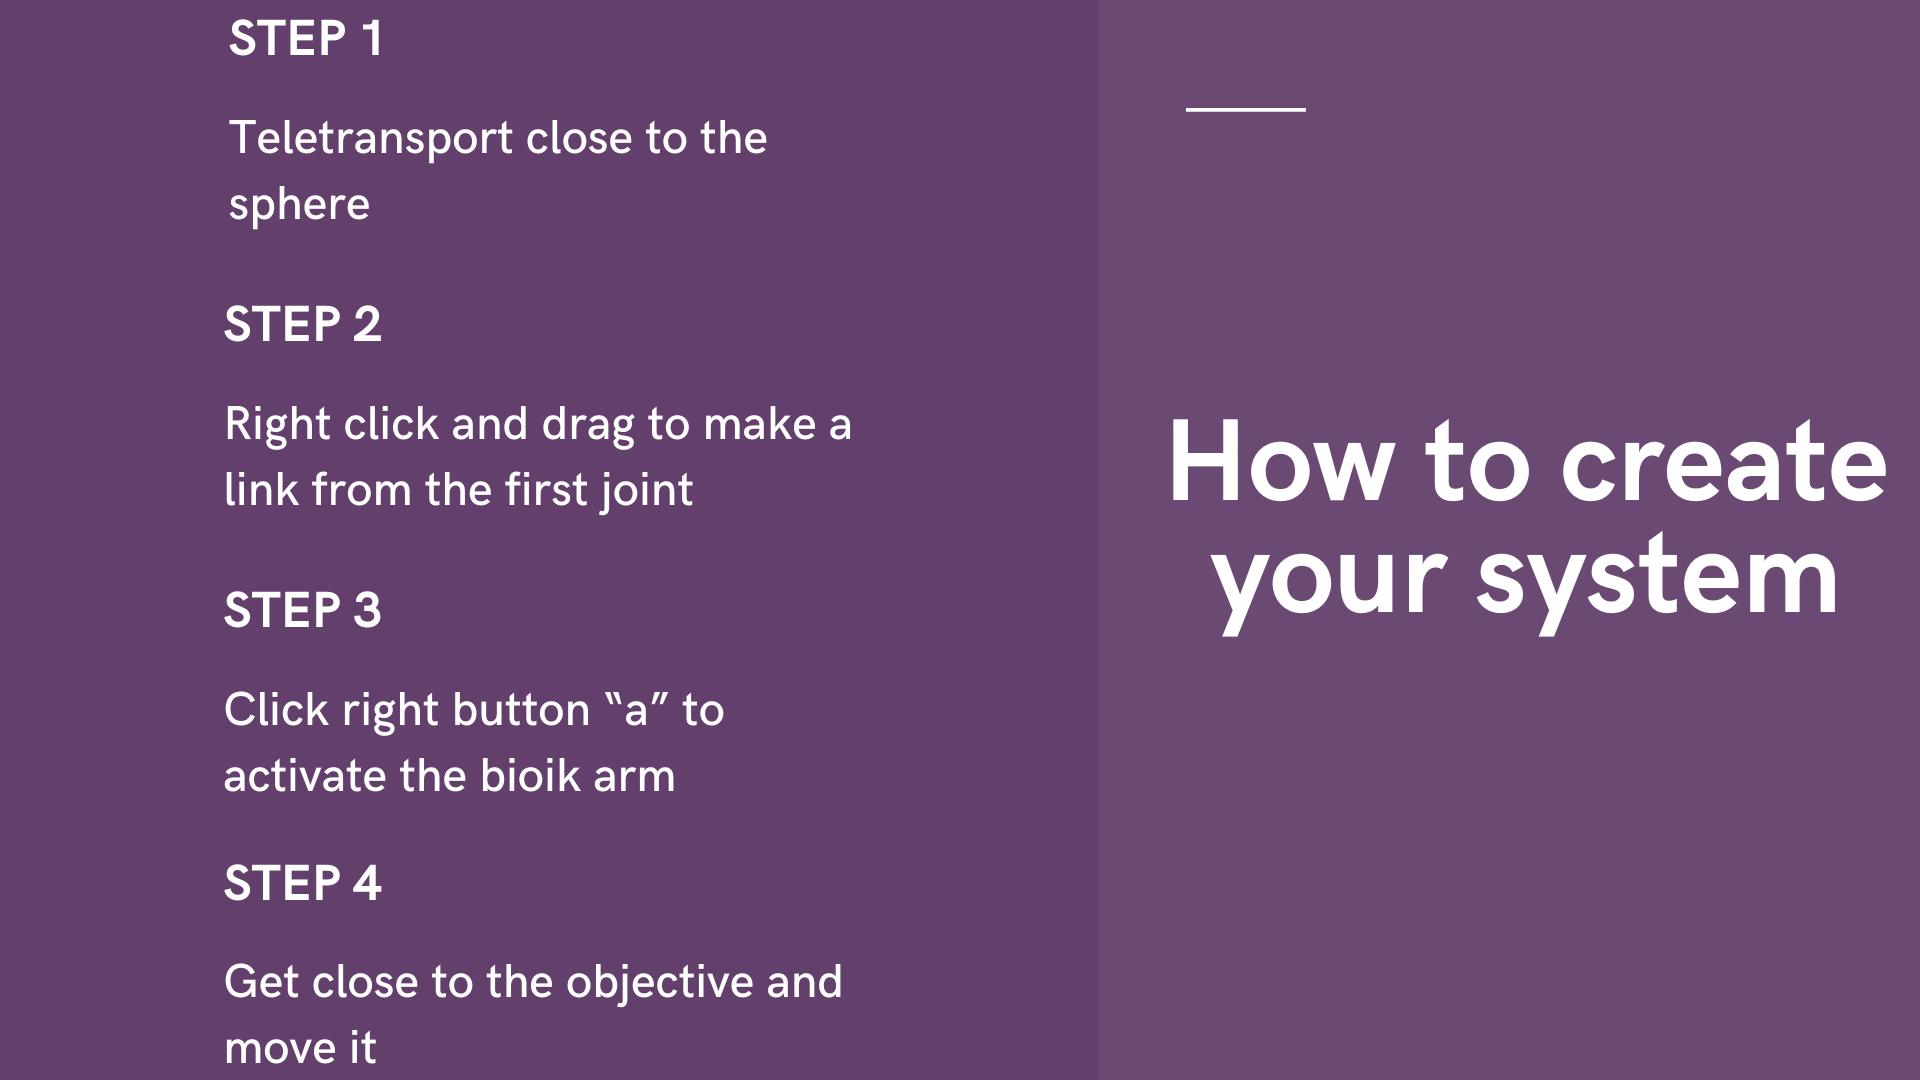 STEP 1
Teletransport close to the
sphere
STEP 2
Right click and drag to make a
link from the first joint
STEP 3
Click right button “a” to
activate the bioik arm
STEP 4
Get close to the objective and
move it
How to create
your system